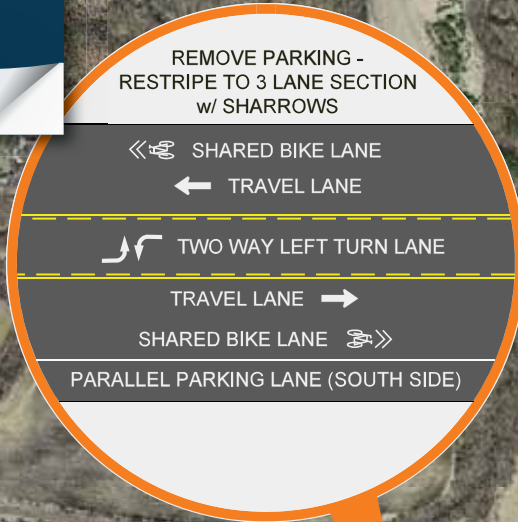 REMOVE PARKING -
RESTRIPE TO 3 LANE SECTION
w/ SHARROWS
SHARED BIKE LANE
TRAVEL LANE
TWO WAY LEFT TURN LANE
TRAVEL LANE
SHARED BIKE LANE
PARALLEL PARKING LANE (SOUTH SIDE)